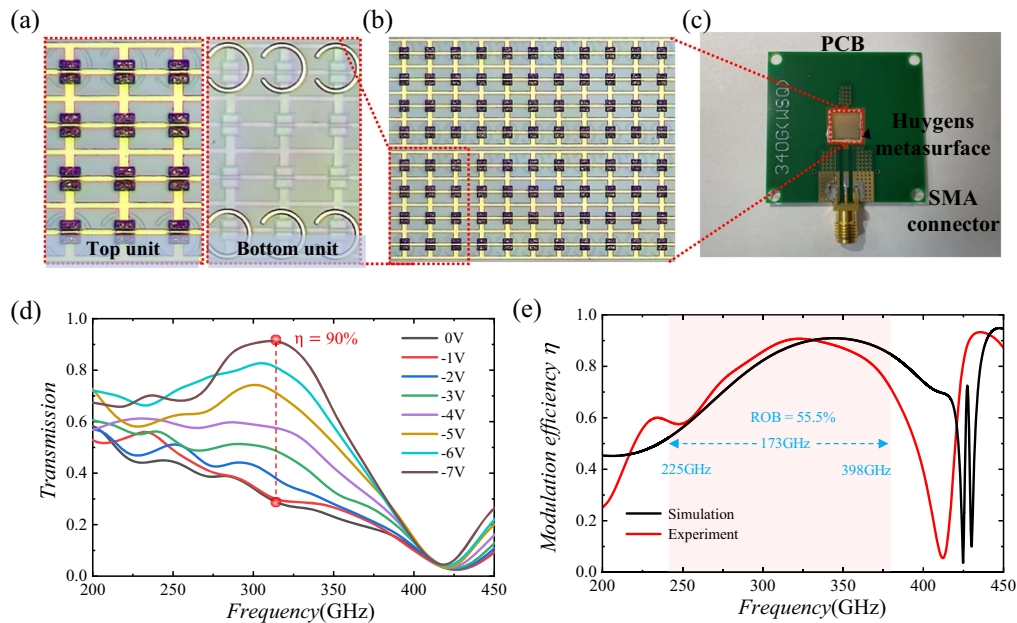 (a)
(b)
(c)
Top unit
Bottom unit
PCB
340G(WSQ)
Huygens
metasurface
SMA
connector
(d)
Transmission
1.0
0.8
0.6
0.4
0.2
0.0
200
250
300
350
400
450
Frequency(GHz)
η = 90%
0V
-1V
-2V
-3V
-4V
-5V
-6V
-7V
(e)
Modulation efficiency η
1.0
0.8
0.6
0.4
0.2
0.0
200
250
300
350
400
450
Frequency(GHz)
ROB = 55.5%
173GHz
225GHz
398GHz
Simulation
Experiment